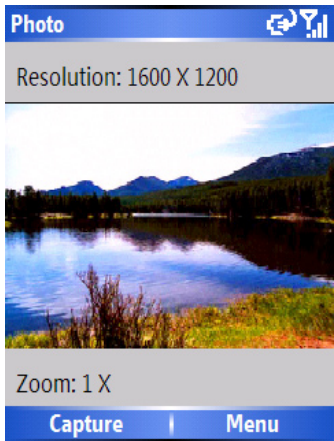 Photo
Resolution: 1600 X 1200
Zoom: 1 X
Capture
Menu